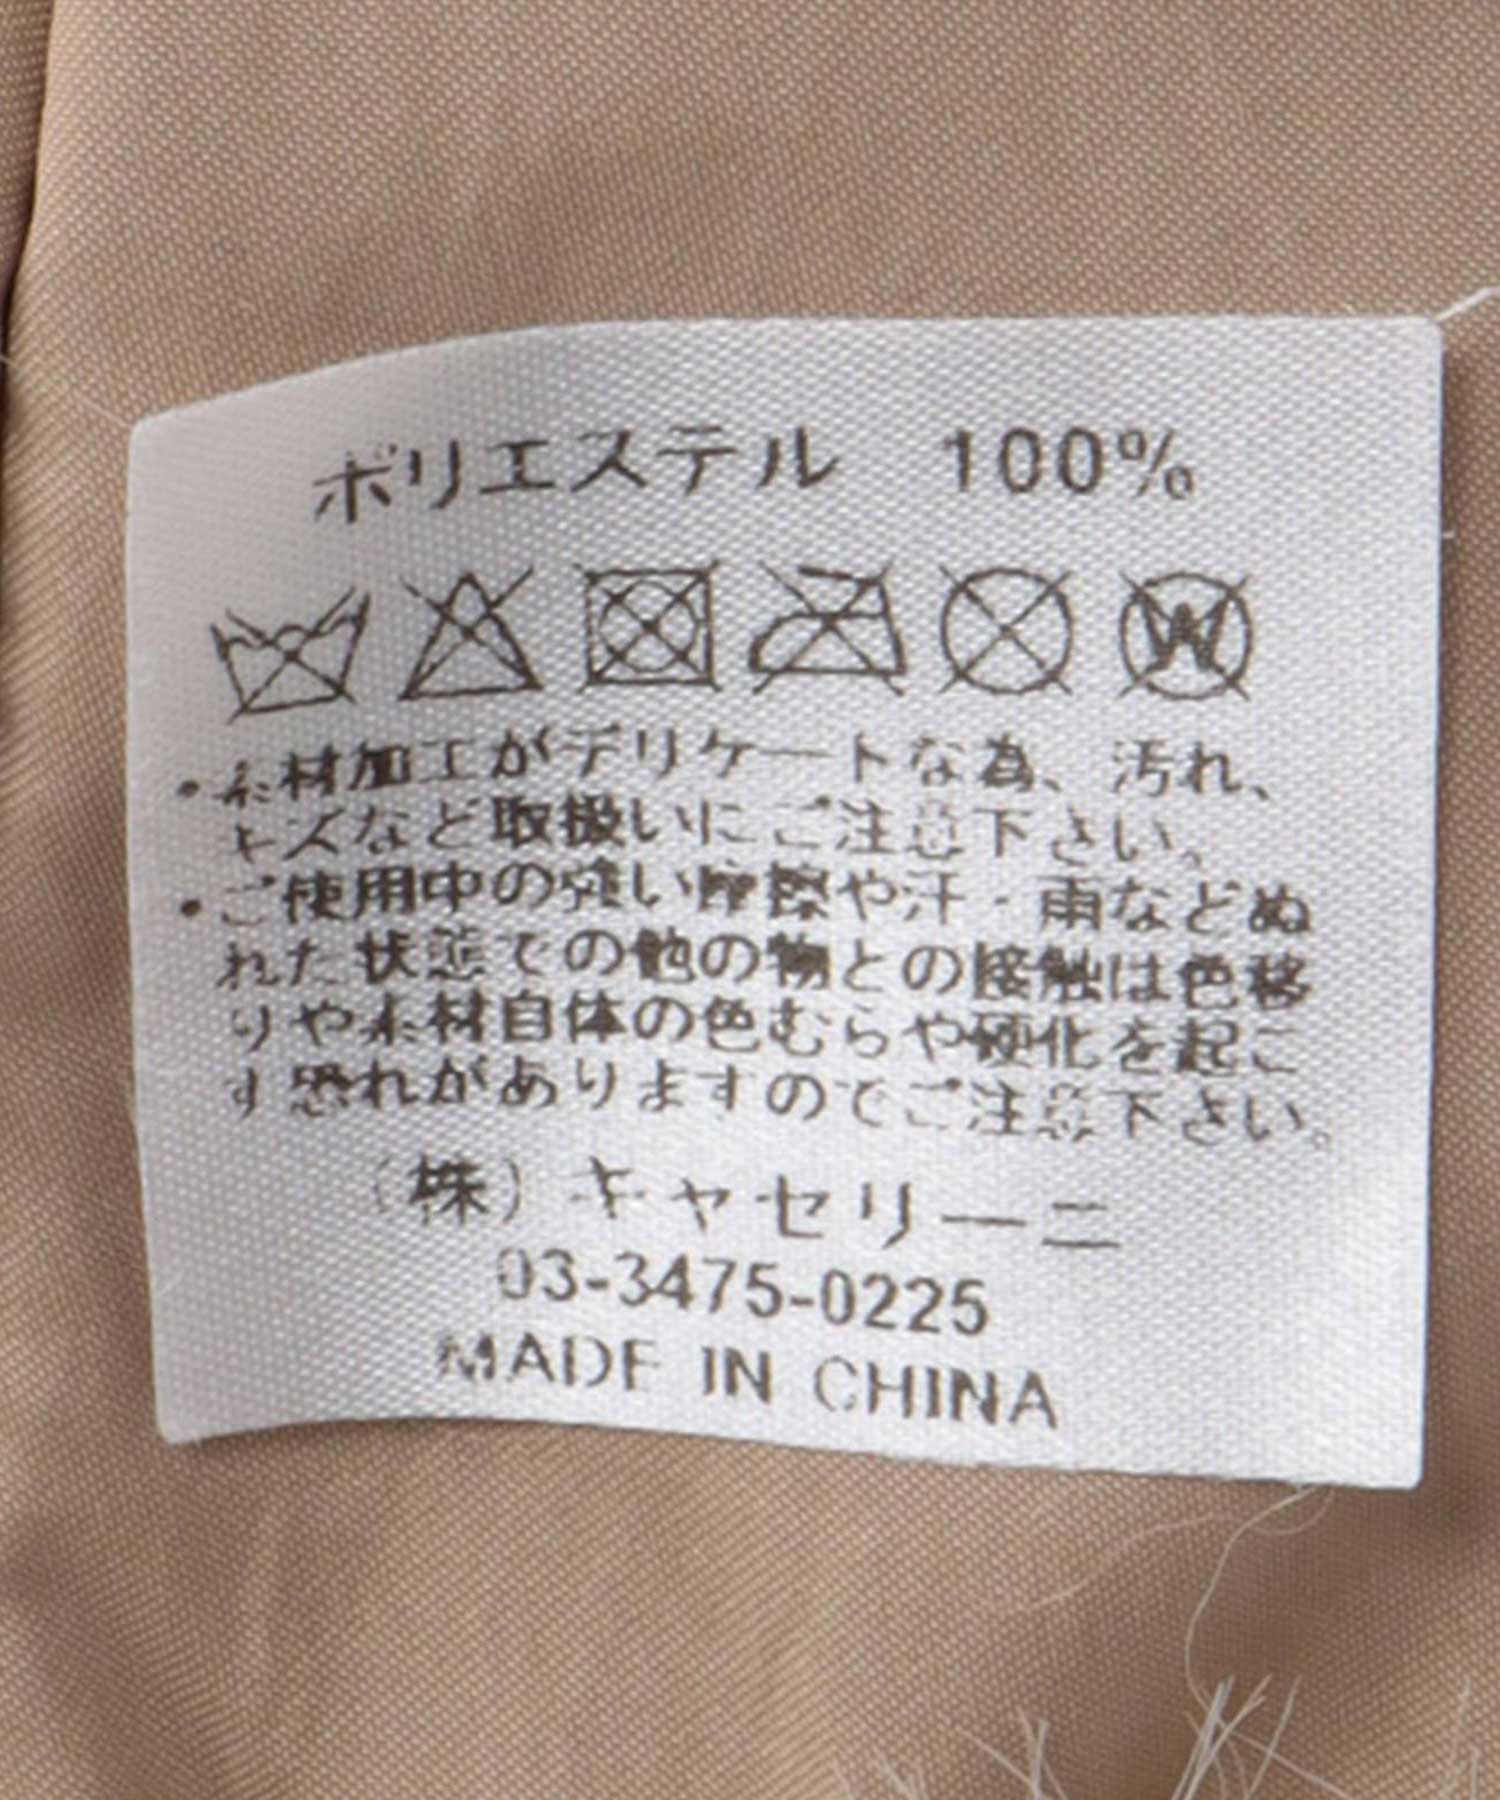 ポリエステル 100%
・素材加工がデリケートな為、汚れ、
キズなど取扱いにご注意下さい。
・ご使用中の強い摩擦や汗・雨などぬ
れた状態での他の物との接触は色移
りや素材自体の色むらや硬化を起こ
す恐れがありますのでご注意下さい。
(株)キャセリーニ
03-3475-0225
MADE IN CHINA